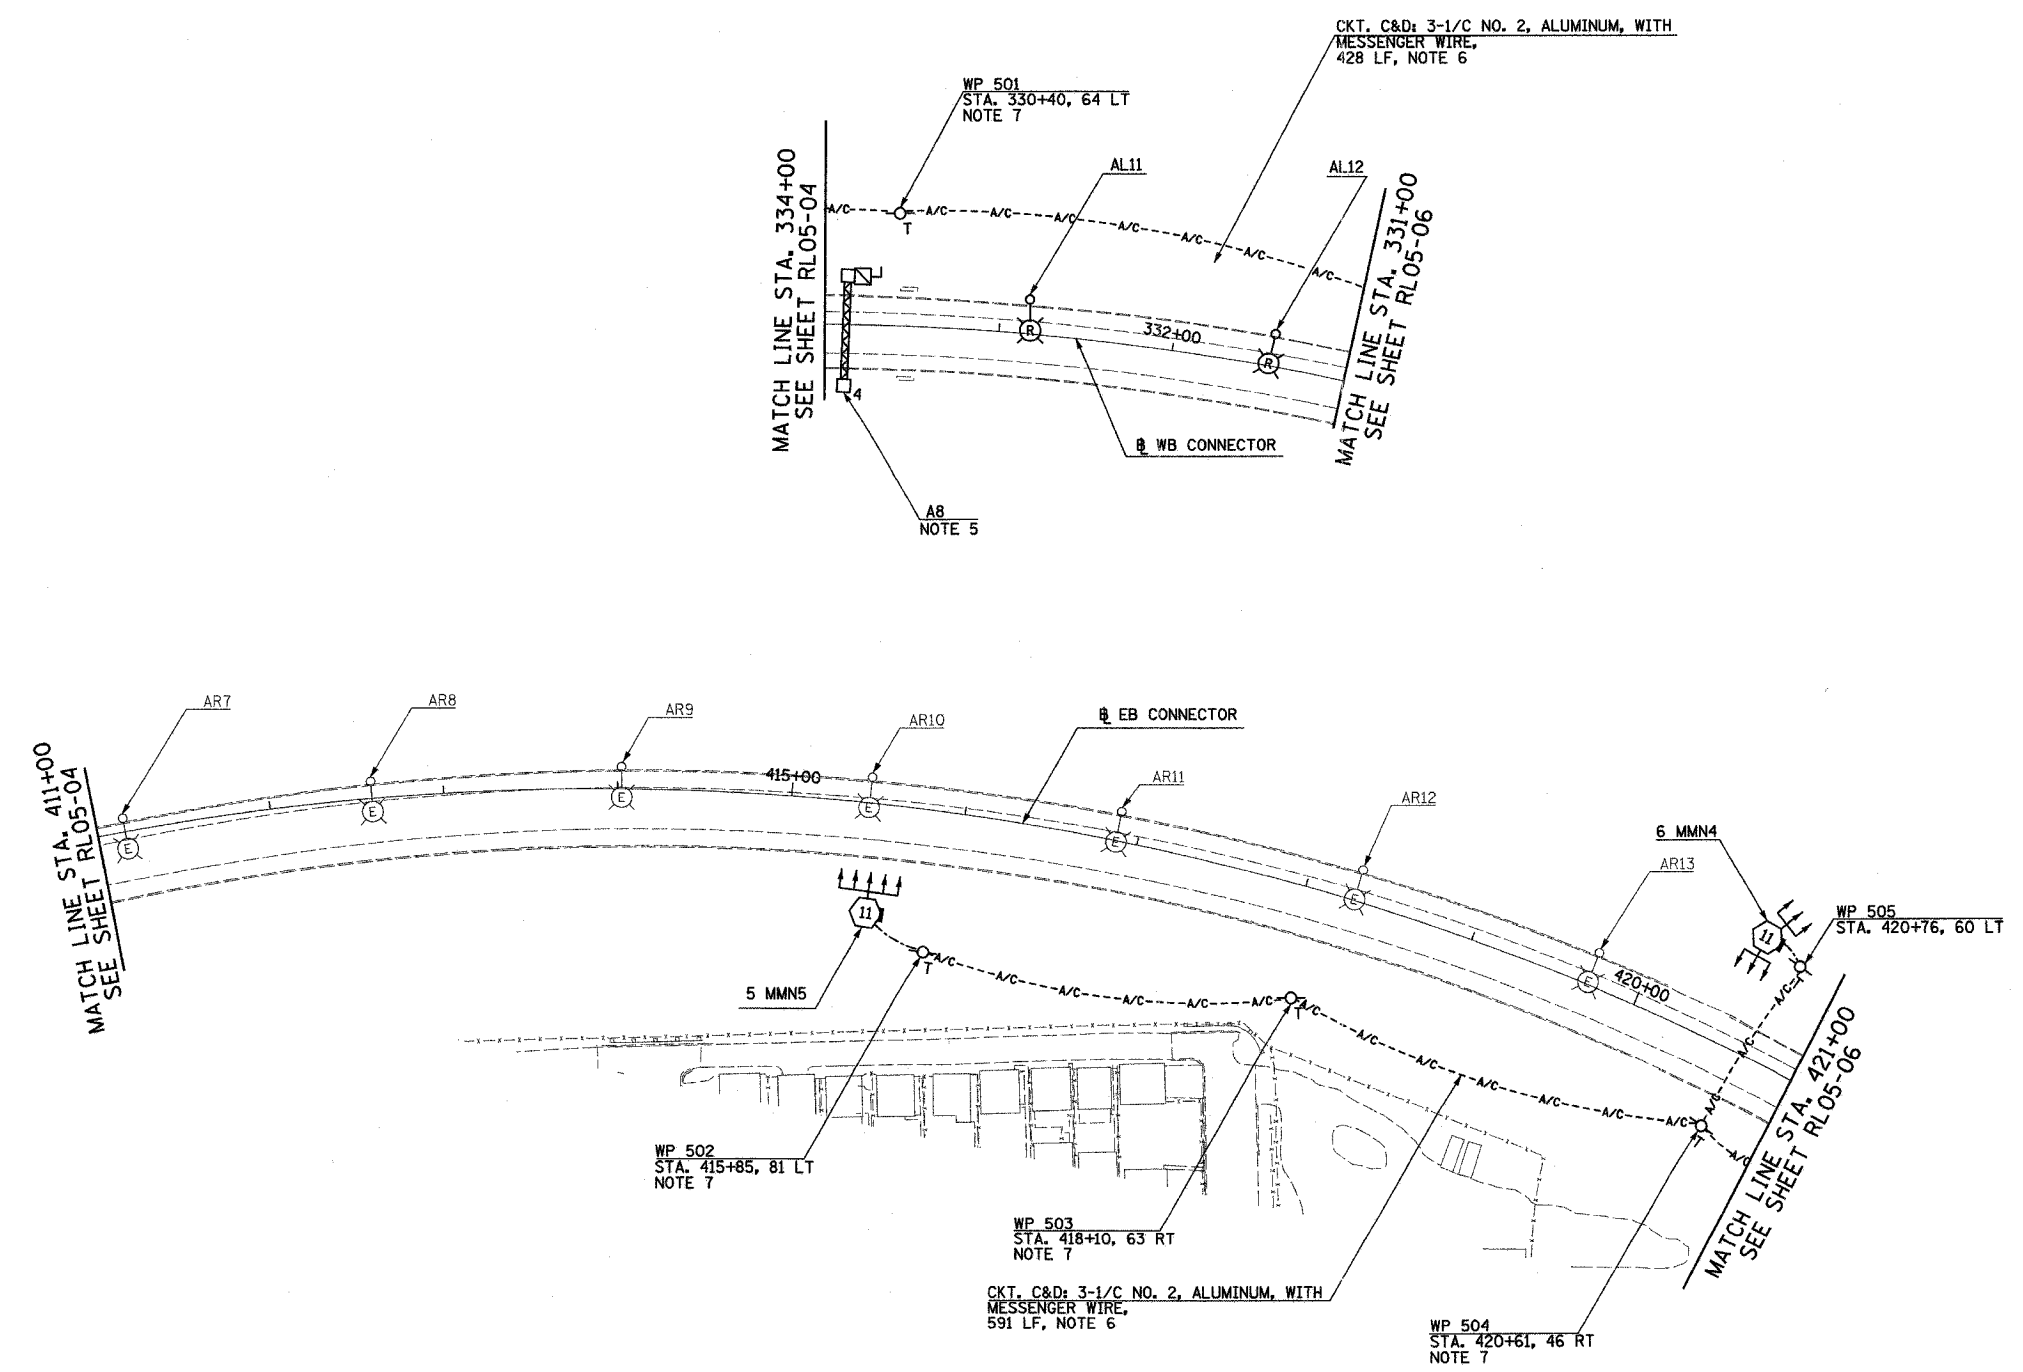 CKT. C&D: 3-1/C NO. 2, ALUMINUM, WITH
MESSENGER WIRE,
428 LF, NOTE 6
WP 501
STA. 330+40, 64 LT
NOTE 7
AL11
AL12
MATCH LINE STA. 334+00
SEE SHEET RL05-04
A/C
A/C
A/C
A/C
A/C
A/C
A/C
A/C
T
R
332+00
R
4
MATCH LINE STA. 331+00
SEE SHEET RL05-06
℄ WB CONNECTOR
A8
NOTE 5
AR7
AR8
AR9
AR10
℄ EB CONNECTOR
AR11
AR12
6 MMN4
AR13
WP 505
STA. 420+76, 60 LT
MATCH LINE STA. 411+00
SEE SHEET RL05-04
415+00
E
E
E
E
E
E
E
420+00
11
11
T
T
5 MMN5
A/C
A/C
A/C
A/C
A/C
A/C
T
A/C
A/C
A/C
A/C
A/C
A/C
A/C
A/C
A/C
A/C
T
A/C
MATCH LINE STA. 421+00
SEE SHEET RL05-06
WP 502
STA. 415+85, 81 LT
NOTE 7
WP 503
STA. 418+10, 63 RT
NOTE 7
CKT. C&D: 3-1/C NO. 2, ALUMINUM, WITH
MESSENGER WIRE,
591 LF, NOTE 6
WP 504
STA. 420+61, 46 RT
NOTE 7